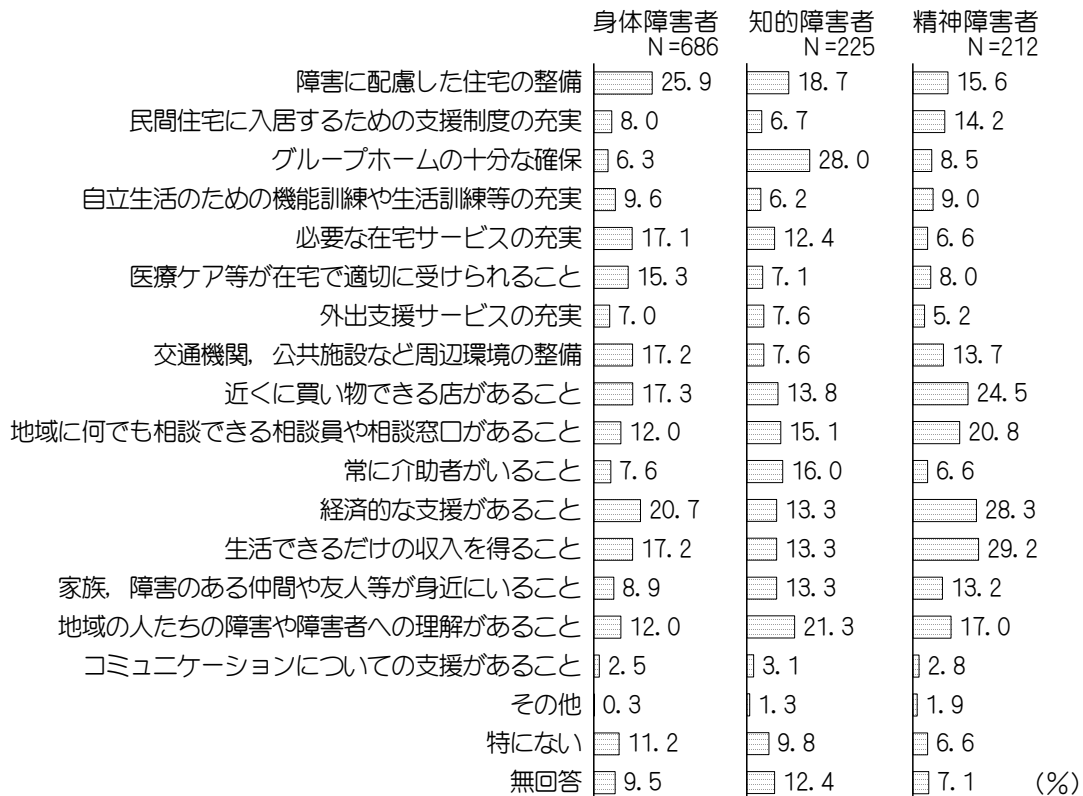 身体障害者 知的障害者 精神障害者
N=686 N=225 N=212
障害に配慮した住宅の整備 25.9 18.7 15.6
民間住宅に入居するための支援制度の充実 8.0 6.7 14.2
グループホームの十分な確保 6.3 28.0 8.5
自立生活のための機能訓練や生活訓練等の充実 9.6 6.2 9.0
必要な在宅サービスの充実 17.1 12.4 6.6
医療ケア等が在宅で適切に受けられること 15.3 7.1 8.0
外出支援サービスの充実 7.0 7.6 5.2
交通機関，公共施設など周辺環境の整備 17.2 7.6 13.7
近くに買い物できる店があること 17.3 13.8 24.5
地域に何でも相談できる相談員や相談窓口があること 12.0 15.1 20.8
常に介助者がいること 7.6 16.0 6.6
経済的な支援があること 20.7 13.3 28.3
生活できるだけの収入を得ること 17.2 13.3 29.2
家族，障害のある仲間や友人等が身近にいること 8.9 13.3 13.2
地域の人たちの障害や障害者への理解があること 12.0 21.3 17.0
コミュニケーションについての支援があること 2.5 3.1 2.8
その他 0.3 1.3 1.9
特にない 11.2 9.8 6.6
無回答 9.5 12.4 7.1 (％)